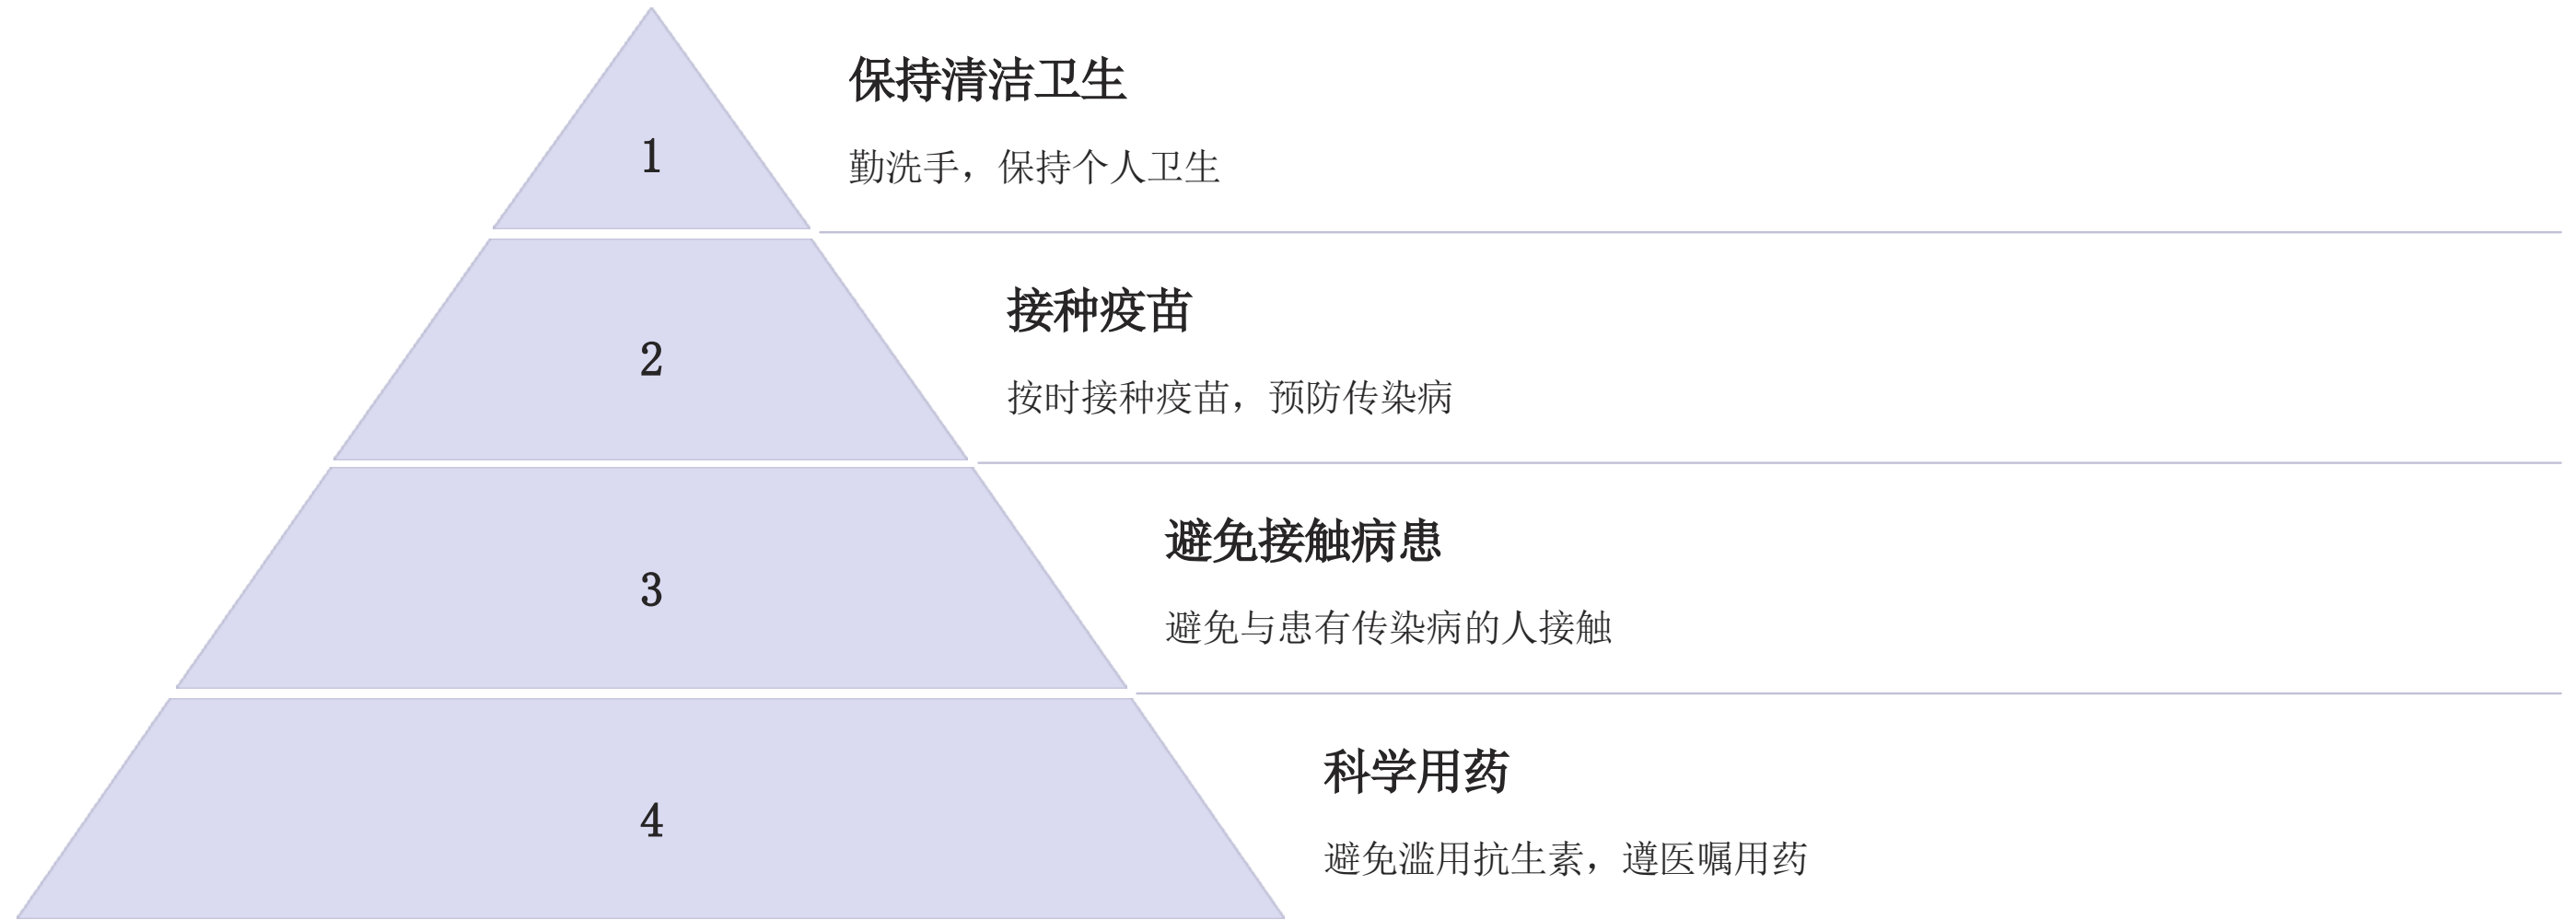 保持清洁卫生
1
勤洗手，保持个人卫生
接种疫苗
2
按时接种疫苗，预防传染病
避免接触病患
3
避免与患有传染病的人接触
科学用药
4
避免滥用抗生素，遵医嘱用药